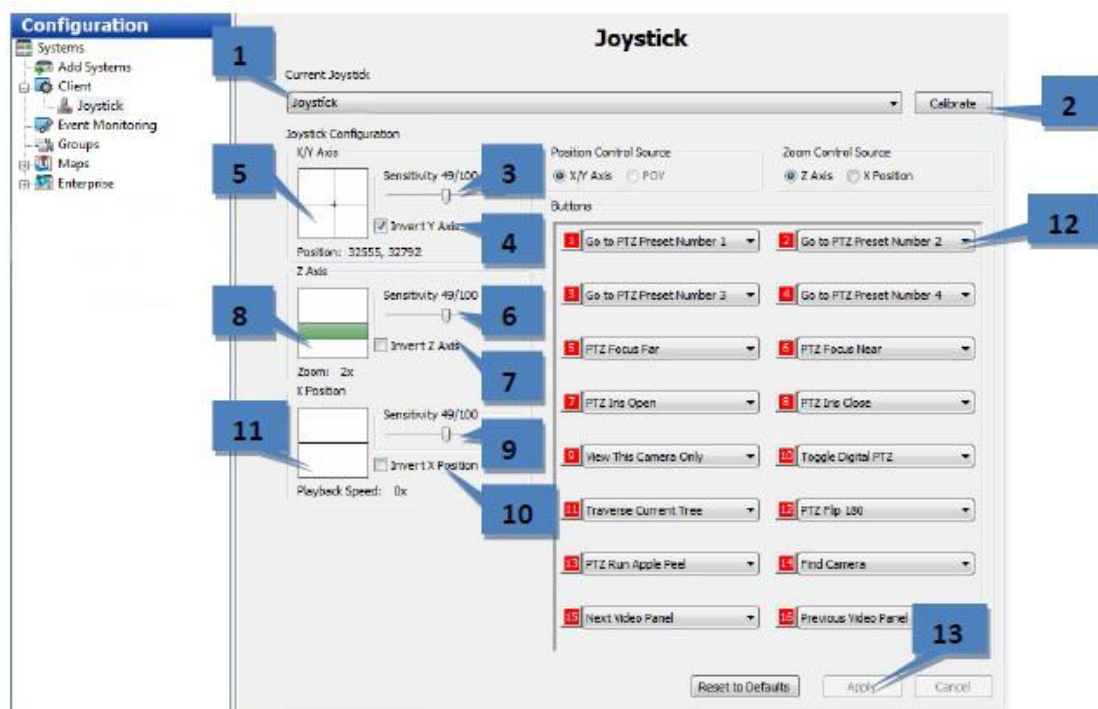 Configuration
Systems
Add Systems
Client
Joystick
Event Monitoring
Groups
Maps
Enterprise
Joystick
1
Current Joystick
Joystick
Calibrate
2
Joystick Configuration
X/Y Axis
5
Sensitivity 49/100
3
Invert Y Axis
4
Position: 32555, 32792
Z Axis
8
Sensitivity 49/100
6
Invert Z Axis
7
Zoom: 2x
X Position
11
Sensitivity 49/100
9
Invert X Position
10
Playback Speed: 0x
Position Control Source
X/Y Axis
POV
Zoom Control Source
Z Axis
X Position
Buttons
12
1 Go to PTZ Preset Number 1
2 Go to PTZ Preset Number 2
3 Go to PTZ Preset Number 3
4 Go to PTZ Preset Number 4
5 PTZ Focus Far
6 PTZ Focus Near
7 PTZ Iris Open
8 PTZ Iris Close
9 View This Camera Only
10 Toggle Digital PTZ
11 Traverse Current Tree
12 PTZ Flip 180
13 PTZ Run Apple Peel
14 Find Camera
15 Next Video Panel
16 Previous Video Panel
13
Reset to Defaults
Apply
Cancel